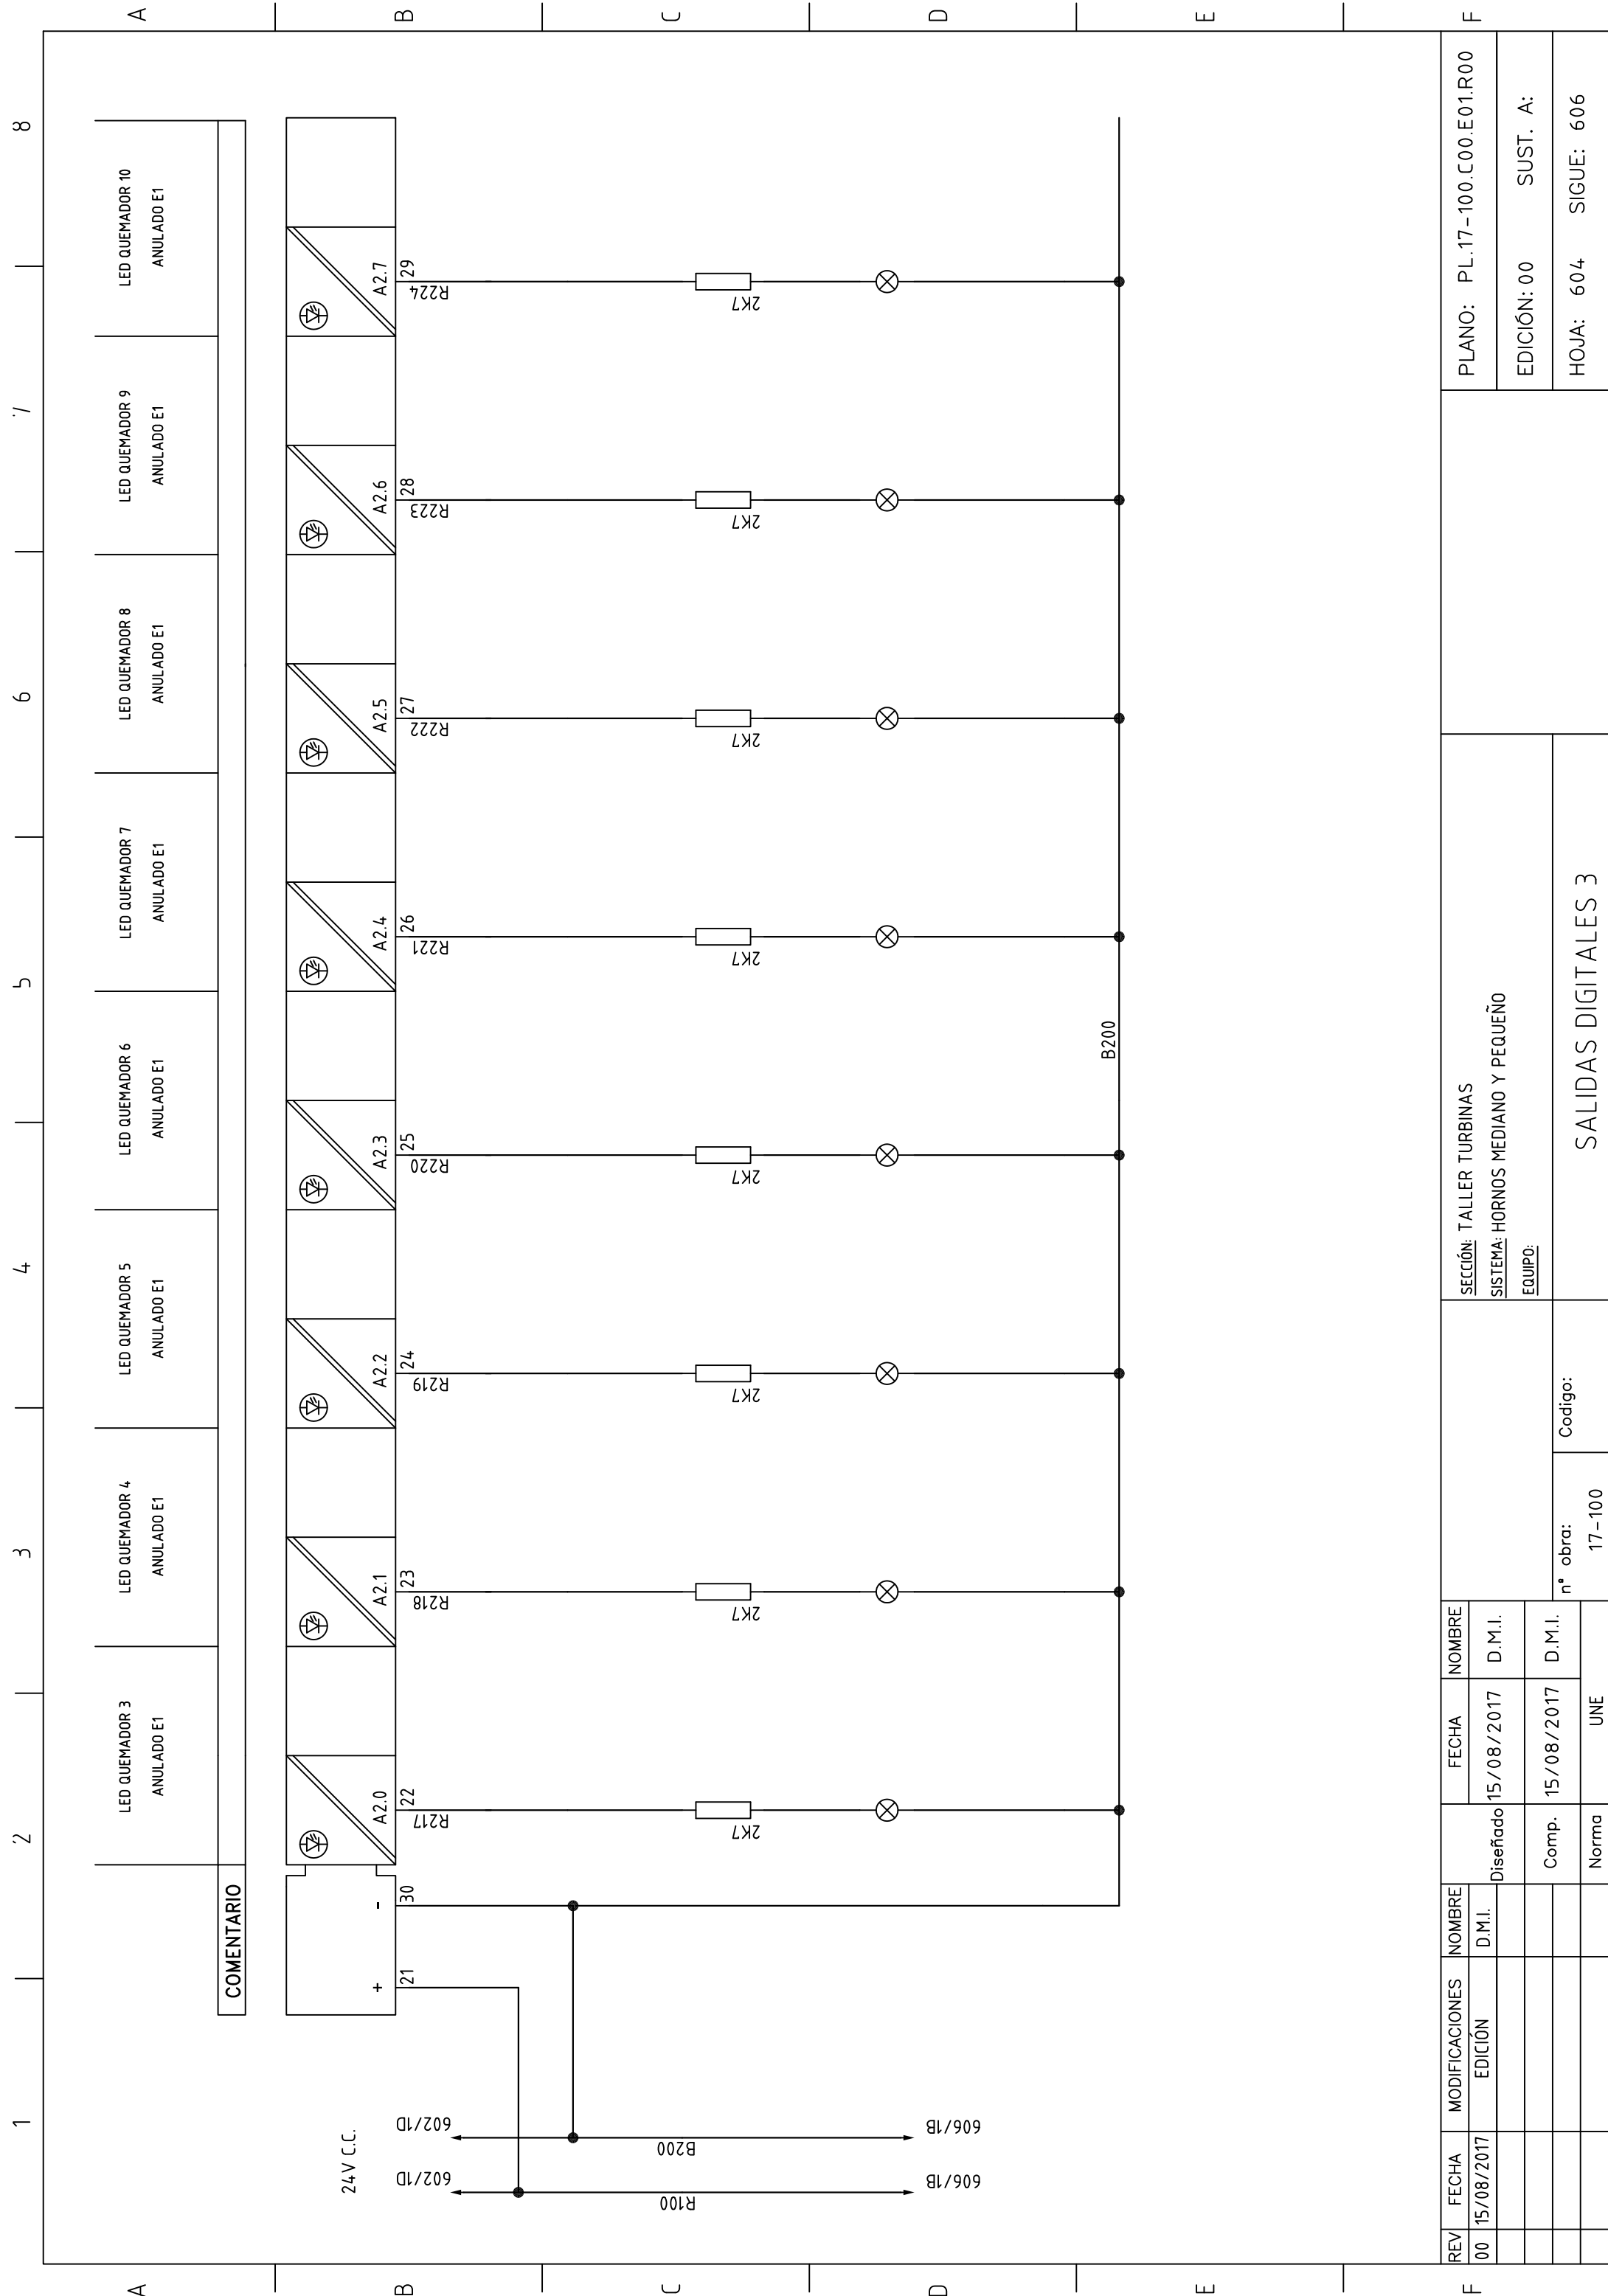 1 2 3 4 5 6 7 8
A A
B B
C C
D D
E E
F F
LED QUEMADOR 3
ANULADO E1
LED QUEMADOR 4
ANULADO E1
LED QUEMADOR 5
ANULADO E1
LED QUEMADOR 6
ANULADO E1
LED QUEMADOR 7
ANULADO E1
LED QUEMADOR 8
ANULADO E1
LED QUEMADOR 9
ANULADO E1
LED QUEMADOR 10
ANULADO E1
COMENTARIO
+ - A2.0 A2.1 A2.2 A2.3 A2.4 A2.5 A2.6 A2.7
21 30 22 23 24 25 26 27 28 29
R217 R218 R219 R220 R221 R222 R223 R224
24V C.C.
602/1D 602/1D
R100 B200
606/1B 606/1B
2K7 2K7 2K7 2K7 2K7 2K7 2K7 2K7
B200
REV FECHA MODIFICACIONES NOMBRE
00 15/08/2017 EDICIÓN D.M.I.
FECHA NOMBRE
Diseñado 15/08/2017 D.M.I.
Comp. 15/08/2017 D.M.I.
Norma UNE
nº obra:
17-100
Codigo:
SECCIÓN: TALLER TURBINAS
SISTEMA: HORNOS MEDIANO Y PEQUEÑO
EQUIPO:
SALIDAS DIGITALES 3
PLANO: PL.17-100.C00.E01.R00
EDICIÓN: 00 SUST. A:
HOJA: 604 SIGUE: 606